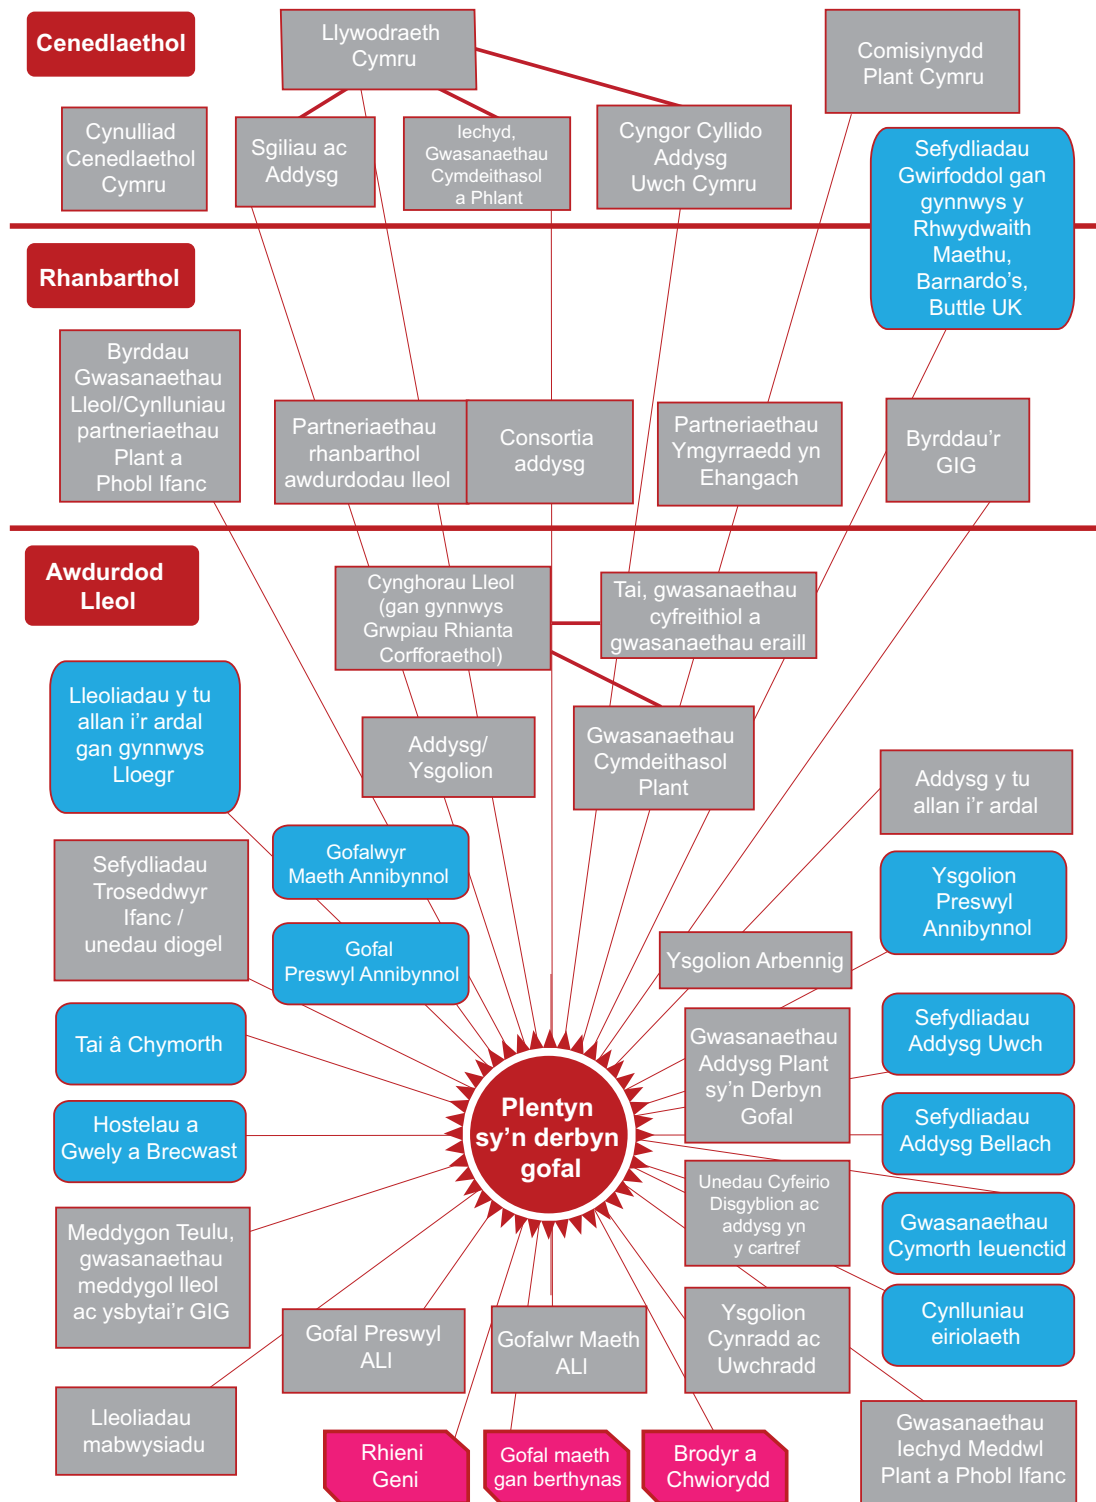 Cenedlaethol
Llywodraeth
Cymru
Comisiynydd
Plant Cymru
Cynulliad
Cenedlaethol
Cymru
Sgiliau ac
Addysg
Iechyd,
Gwasanaethau
Cymdeithasol
a Phlant
Cyngor Cyllido
Addysg
Uwch Cymru
Sefydliadau
Gwirfoddol gan
gynnwys y
Rhwydwaith
Maethu,
Barnardo’s,
Buttle UK
Rhanbarthol
Byrddau
Gwasanaethau
Lleol/Cynlluniau
partneriaethau
Plant a
Phobl Ifanc
Partneriaethau
rhanbarthol
awdurdodau lleol
Consortia
addysg
Partneriaethau
Ymgyrraedd yn
Ehangach
Byrddau’r
GIG
Awdurdod
Lleol
Cynghorau Lleol
(gan gynnwys
Grwpiau Rhianta
Corfforaethol)
Tai, gwasanaethau
cyfreithiol a
gwasanaethau eraill
Lleoliadau y tu
allan i’r ardal
gan gynnwys
Lloegr
Addysg/
Ysgolion
Gwasanaethau
Cymdeithasol
Plant
Addysg y tu
allan i’r ardal
Sefydliadau
Troseddwyr
Ifanc /
unedau diogel
Gofalwyr
Maeth Annibynnol
Ysgolion
Preswyl
Annibynnol
Gofal
Preswyl Annibynnol
Ysgolion Arbennig
Tai â Chymorth
Gwasanaethau
Addysg Plant
sy’n Derbyn
Gofal
Sefydliadau
Addysg Uwch
Plentyn
sy’n derbyn
gofal
Hostelau a
Gwely a Brecwast
Sefydliadau
Addysg Bellach
Unedau Cyfeirio
Disgyblion ac
addysg yn
y cartref
Gwasanaethau
Cymorth Ieuenctid
Meddygon Teulu,
gwasanaethau
meddygol lleol
ac ysbytai’r GIG
Gofal Preswyl
ALl
Gofalwr Maeth
ALl
Ysgolion
Cynradd ac
Uwchradd
Cynlluniau
eiriolaeth
Lleoliadau
mabwysiadu
Rhieni
Geni
Gofal maeth
gan berthynas
Brodyr a
Chwiorydd
Gwasanaethau
Iechyd Meddwl
Plant a Phobl Ifanc